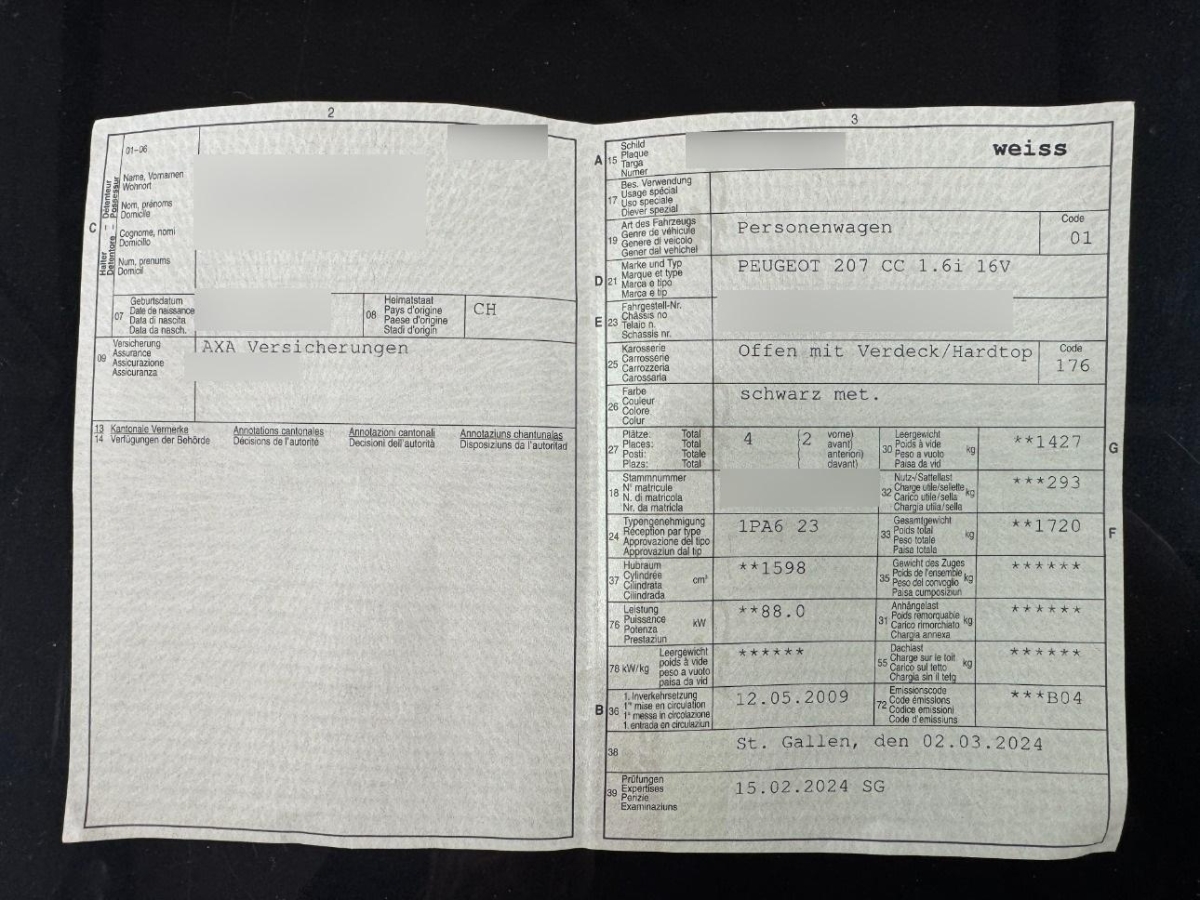 2
01-06
C
Halter Détenteur
Detentore Possessur
Name, Vornamen
Wohnort
Nom, prénoms
Domicile
Cognome, nomi
Domicilio
Num, prenums
Domicil
07
Geburtsdatum
Date de naissance
Data di nascita
Data da nasch.
08
Heimatstaat
Pays d'origine
Paese d'origine
Stadi d'origin
CH
09
Versicherung
Assurance
Assicurazione
Assicuranza
AXA Versicherungen
13 Kantonale Vermerke Annotations cantonales Annotazioni cantonali Annotaziuns chantunalas
14 Verfügungen der Behörde Décisions de l'autorité Decisioni dell'autorità Disposiziuns da l'autoritad
3
A 15
Schild
Plaque
Targa
Numer
weiss
17
Bes. Verwendung
Usage spécial
Uso speciale
Diever spezial
19
Art des Fahrzeugs
Genre de véhicule
Genere di veicolo
Gener dal vehichel
Personenwagen
Code
01
D 21
Marke und Typ
Marque et type
Marca e tipo
Marca e tip
PEUGEOT 207 CC 1.6i 16V
E 23
Fahrgestell-Nr.
Châssis no
Telaio n.
Schassis nr.
25
Karosserie
Carrosserie
Carrozzeria
Carossaria
Offen mit Verdeck/Hardtop
Code
176
26
Farbe
Couleur
Colore
Colur
schwarz met.
27
Plätze: Total
Places: Total
Posti: Totale
Plazs: Total
4
(2
vorne)
avant)
anteriori)
davant)
30
Leergewicht
Poids à vide
Peso a vuoto
Paisa da vid
kg
**1427
G
18
Stammnummer
N° matricule
N. di matricola
Nr. da matricla
32
Nutz-/Sattellast
Charge utile/sellette
Carico utile/sella
Chargia utila/sella
kg
***293
24
Typengenehmigung
Réception par type
Approvazione del tipo
Approvaziun dal tip
1PA6 23
33
Gesamtgewicht
Poids total
Peso totale
Paisa totala
kg
**1720
F
37
Hubraum
Cylindrée
Cilindrata
Cilindrada
cm³
**1598
35
Gewicht des Zuges
Poids de l'ensemble
Peso del convoglio
Paisa cumposiziun
kg
******
76
Leistung
Puissance
Potenza
Prestaziun
kW
**88.0
31
Anhängelast
Poids remorquable
Carico rimorchiato
Chargia annexa
kg
******
78 kW/kg
Leergewicht
poids à vide
peso a vuoto
paisa da vid
******
55
Dachlast
Charge sur le toit
Carico sul tetto
Chargia sin il tetg
kg
******
B 36
1. Inverkehrsetzung
1re mise en circulation
1a messa in circolazione
1. entrada en circulaziun
12.05.2009
72
Emissionscode
Code émissions
Codice emissioni
Code d'emissiuns
***B04
38
St. Gallen, den 02.03.2024
39
Prüfungen
Expertises
Perizie
Examinaziuns
15.02.2024 SG